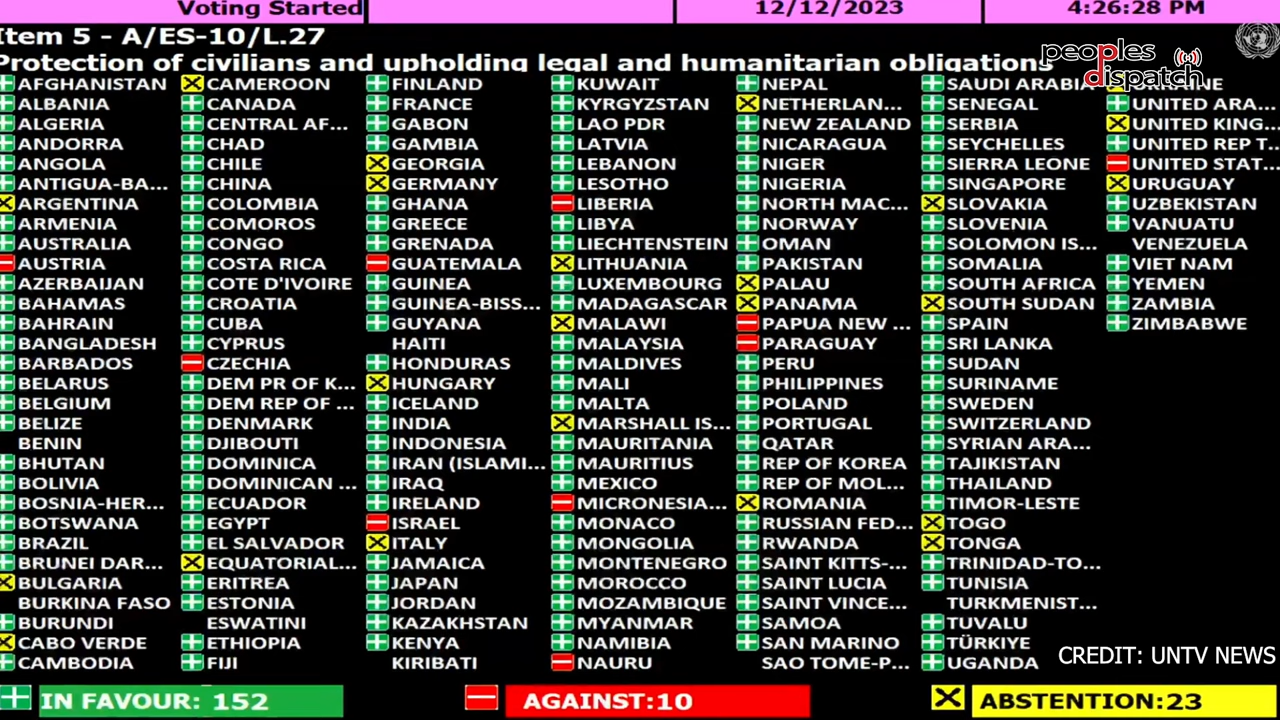 Voting Started 12/12/2023 4:26:28 PM
Item 5 - A/ES-10/L.27
Protection of civilians and upholding legal and humanitarian obligations
peoples dispatch
AFGHANISTAN CAMEROON FINLAND KUWAIT NEPAL SAUDI ARABIA
ALBANIA CANADA FRANCE KYRGYZSTAN NETHERLAN... SENEGAL UNITED ARA...
ALGERIA CENTRAL AF... GABON LAO PDR NEW ZEALAND SERBIA UNITED KING...
ANDORRA CHAD GAMBIA LATVIA NICARAGUA SEYCHELLES UNITED REP T...
ANGOLA CHILE GEORGIA LEBANON NIGER SIERRA LEONE UNITED STAT...
ANTIGUA-BA... CHINA GERMANY LESOTHO NIGERIA SINGAPORE URUGUAY
ARGENTINA COLOMBIA GHANA LIBERIA NORTH MAC... SLOVAKIA UZBEKISTAN
ARMENIA COMOROS GREECE LIBYA NORWAY SLOVENIA VANUATU
AUSTRALIA CONGO GRENADA LIECHTENSTEIN OMAN SOLOMON IS... VENEZUELA
AUSTRIA COSTA RICA GUATEMALA LITHUANIA PAKISTAN SOMALIA VIET NAM
AZERBAIJAN COTE D'IVOIRE GUINEA LUXEMBOURG PALAU SOUTH AFRICA YEMEN
BAHAMAS CROATIA GUINEA-BISS... MADAGASCAR PANAMA SOUTH SUDAN ZAMBIA
BAHRAIN CUBA GUYANA MALAWI PAPUA NEW ... SPAIN ZIMBABWE
BANGLADESH CYPRUS HAITI MALAYSIA PARAGUAY SRI LANKA
BARBADOS CZECHIA HONDURAS MALDIVES PERU SUDAN
BELARUS DEM PR OF K... HUNGARY MALI PHILIPPINES SURINAME
BELGIUM DEM REP OF ... ICELAND MALTA POLAND SWEDEN
BELIZE DENMARK INDIA MARSHALL IS... PORTUGAL SWITZERLAND
BENIN DJIBOUTI INDONESIA MAURITANIA QATAR SYRIAN ARA...
BHUTAN DOMINICA IRAN (ISLAMI... MAURITIUS REP OF KOREA TAJIKISTAN
BOLIVIA DOMINICAN ... IRAQ MEXICO REP OF MOL... THAILAND
BOSNIA-HER... ECUADOR IRELAND MICRONESIA... ROMANIA TIMOR-LESTE
BOTSWANA EGYPT ISRAEL MONACO RUSSIAN FED... TOGO
BRAZIL EL SALVADOR ITALY MONGOLIA RWANDA TONGA
BRUNEI DAR... EQUATORIAL... JAMAICA MONTENEGRO SAINT KITTS-... TRINIDAD-TO...
BULGARIA ERITREA JAPAN MOROCCO SAINT LUCIA TUNISIA
BURKINA FASO ESTONIA JORDAN MOZAMBIQUE SAINT VINCE... TURKMENIST...
BURUNDI ESWATINI KAZAKHSTAN MYANMAR SAMOA TUVALU
CABO VERDE ETHIOPIA KENYA NAMIBIA SAN MARINO TÜRKIYE
CAMBODIA FIJI KIRIBATI NAURU SAO TOME-P... UGANDA
CREDIT: UNTV NEWS
IN FAVOUR: 152 AGAINST:10 ABSTENTION:23